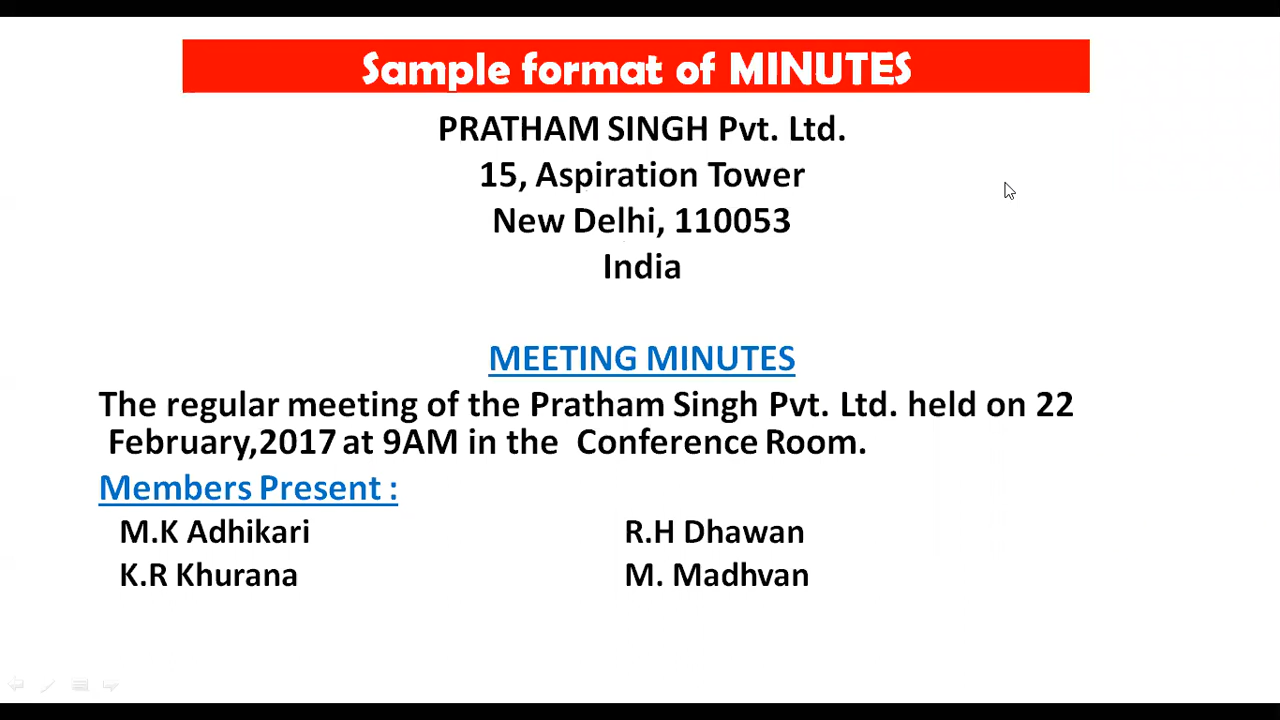 Sample format of MINUTES
PRATHAM SINGH Pvt. Ltd.
15, Aspiration Tower
New Delhi, 110053
India
MEETING MINUTES
The regular meeting of the Pratham Singh Pvt. Ltd. held on 22
February,2017 at 9AM in the Conference Room.
Members Present :
M.K Adhikari R.H Dhawan
K.R Khurana M. Madhvan